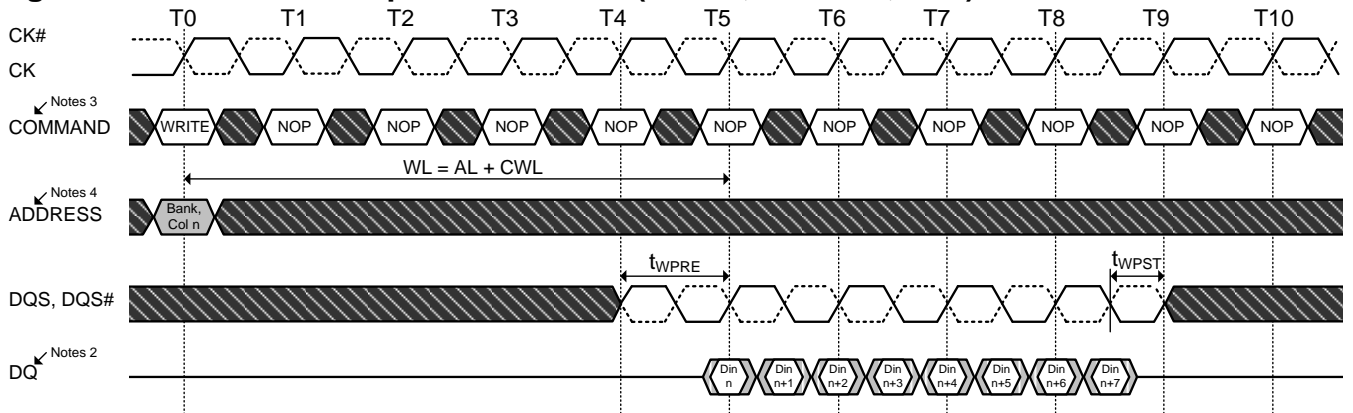 T0 T1 T2 T3 T4 T5 T6 T7 T8 T9 T10
CK#
CK
Notes 3
COMMAND WRITE NOP NOP NOP NOP NOP NOP NOP NOP NOP NOP
WL = AL + CWL
Notes 4
ADDRESS Bank, Col n
tWPRE tWPST
DQS, DQS#
Notes 2
DQ Din n Din n+1 Din n+2 Din n+3 Din n+4 Din n+5 Din n+6 Din n+7